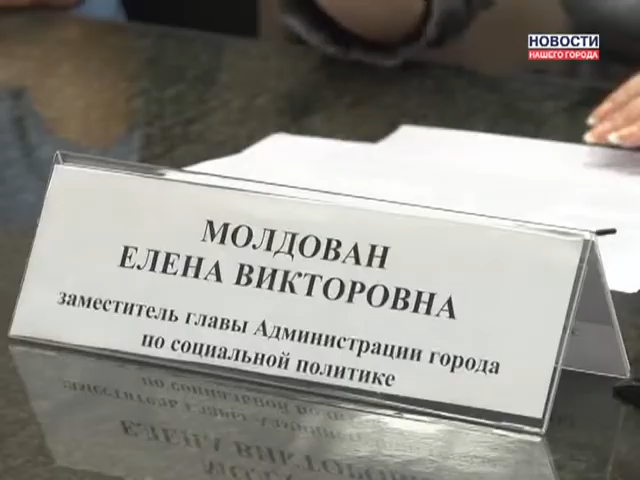 НОВОСТИ
НАШЕГО ГОРОДА
МОЛДОВАН
ЕЛЕНА ВИКТОРОВНА
заместитель главы Администрации города
по социальной политике